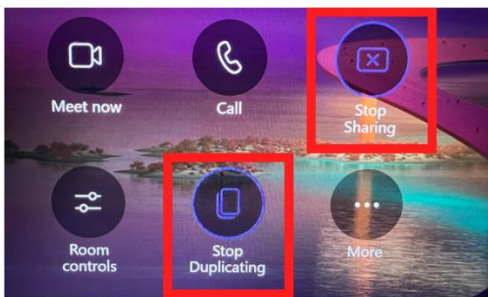 Meet now
Call
Stop
Sharing
Room
controls
Stop
Duplicating
More